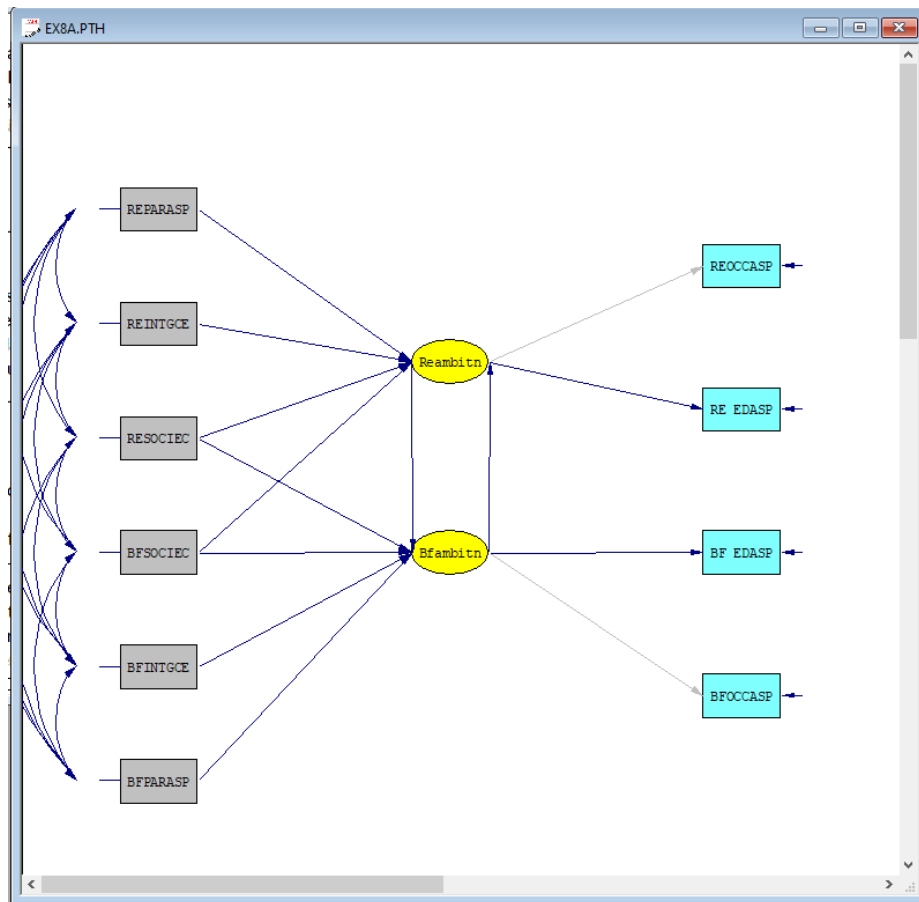 EX8A.PTH
REPARASP
REINTGCE
RESOCIEC
BFSOCIEC
BFINTGCE
BFPARASP
Reambitn
Bfambitn
REOCCASP
RE EDASP
BF EDASP
BFOCCASP